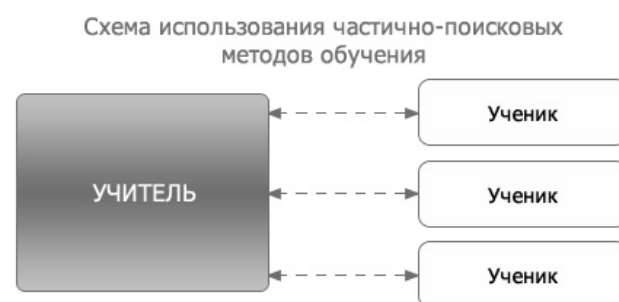 Схема использования частично-поисковых
методов обучения
УЧИТЕЛЬ
Ученик
Ученик
Ученик